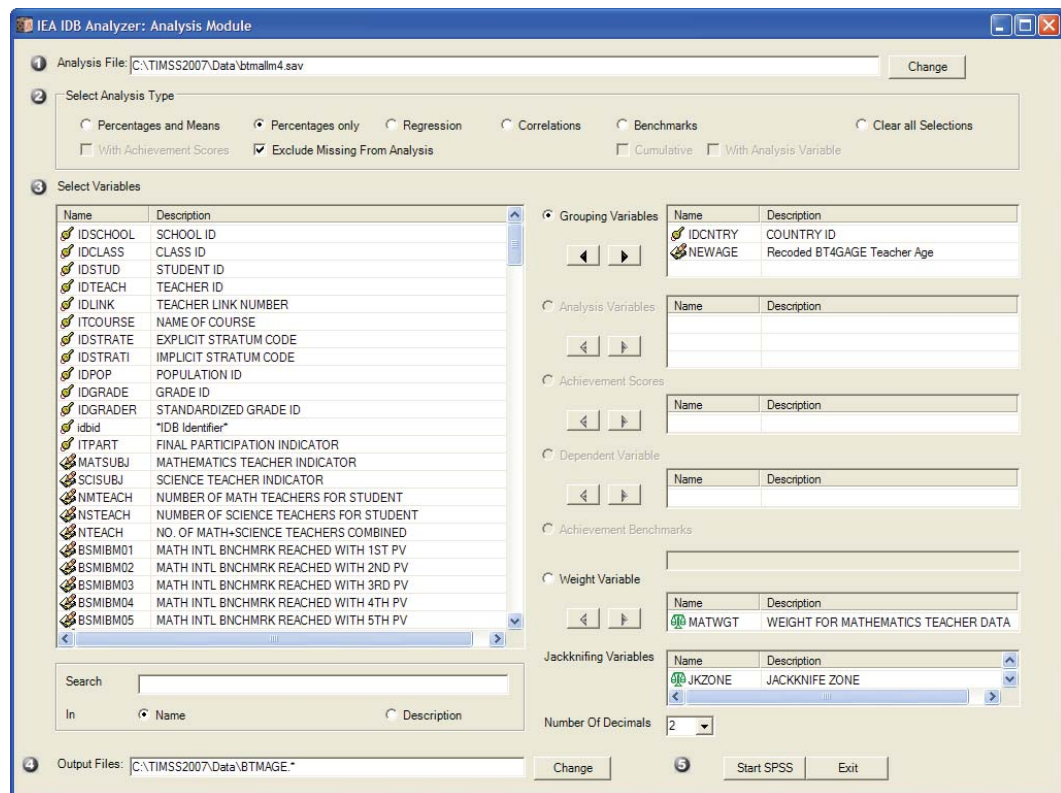 IEA IDB Analyzer: Analysis Module
1 Analysis File: C:\TIMSS2007\Data\btmallm4.sav Change
2 Select Analysis Type
Percentages and Means Percentages only Regression Correlations Benchmarks Clear all Selections
With Achievement Scores Exclude Missing From Analysis Cumulative With Analysis Variable
3 Select Variables
Name Description
IDSCHOOL SCHOOL ID
IDCLASS CLASS ID
IDSTUD STUDENT ID
IDTEACH TEACHER ID
IDLINK TEACHER LINK NUMBER
ITCOURSE NAME OF COURSE
IDSTRATE EXPLICIT STRATUM CODE
IDSTRATI IMPLICIT STRATUM CODE
IDPOP POPULATION ID
IDGRADE GRADE ID
IDGRADER STANDARDIZED GRADE ID
idbid *IDB Identifier*
ITPART FINAL PARTICIPATION INDICATOR
MATSUBJ MATHEMATICS TEACHER INDICATOR
SCISUBJ SCIENCE TEACHER INDICATOR
NMTEACH NUMBER OF MATH TEACHERS FOR STUDENT
NSTEACH NUMBER OF SCIENCE TEACHERS FOR STUDENT
NTEACH NO. OF MATH+SCIENCE TEACHERS COMBINED
BSMIBM01 MATH INTL BNCHMRK REACHED WITH 1ST PV
BSMIBM02 MATH INTL BNCHMRK REACHED WITH 2ND PV
BSMIBM03 MATH INTL BNCHMRK REACHED WITH 3RD PV
BSMIBM04 MATH INTL BNCHMRK REACHED WITH 4TH PV
BSMIBM05 MATH INTL BNCHMRK REACHED WITH 5TH PV
Search
In Name Description
Grouping Variables
Name Description
IDCNTRY COUNTRY ID
NEWAGE Recoded BT4GAGE Teacher Age
Analysis Variables
Name Description
Achievement Scores
Name Description
Dependent Variable
Name Description
Achievement Benchmarks
Weight Variable
Name Description
MATWGT WEIGHT FOR MATHEMATICS TEACHER DATA
Jackknifing Variables
Name Description
JKZONE JACKKNIFE ZONE
Number Of Decimals 2
4 Output Files: C:\TIMSS2007\Data\BTMAGE.* Change
5 Start SPSS Exit